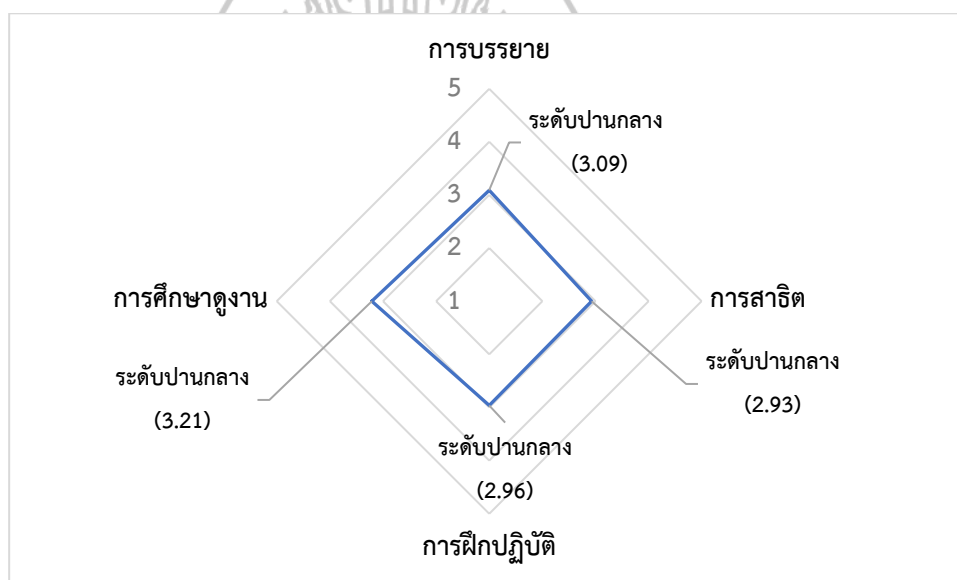 การบรรยาย
5
ระดับปานกลาง
(3.09)
4
3
2
1
การศึกษาดูงาน
การสาธิต
ระดับปานกลาง
(2.93)
ระดับปานกลาง
(3.21)
ระดับปานกลาง
(2.96)
การฝึกปฏิบัติ